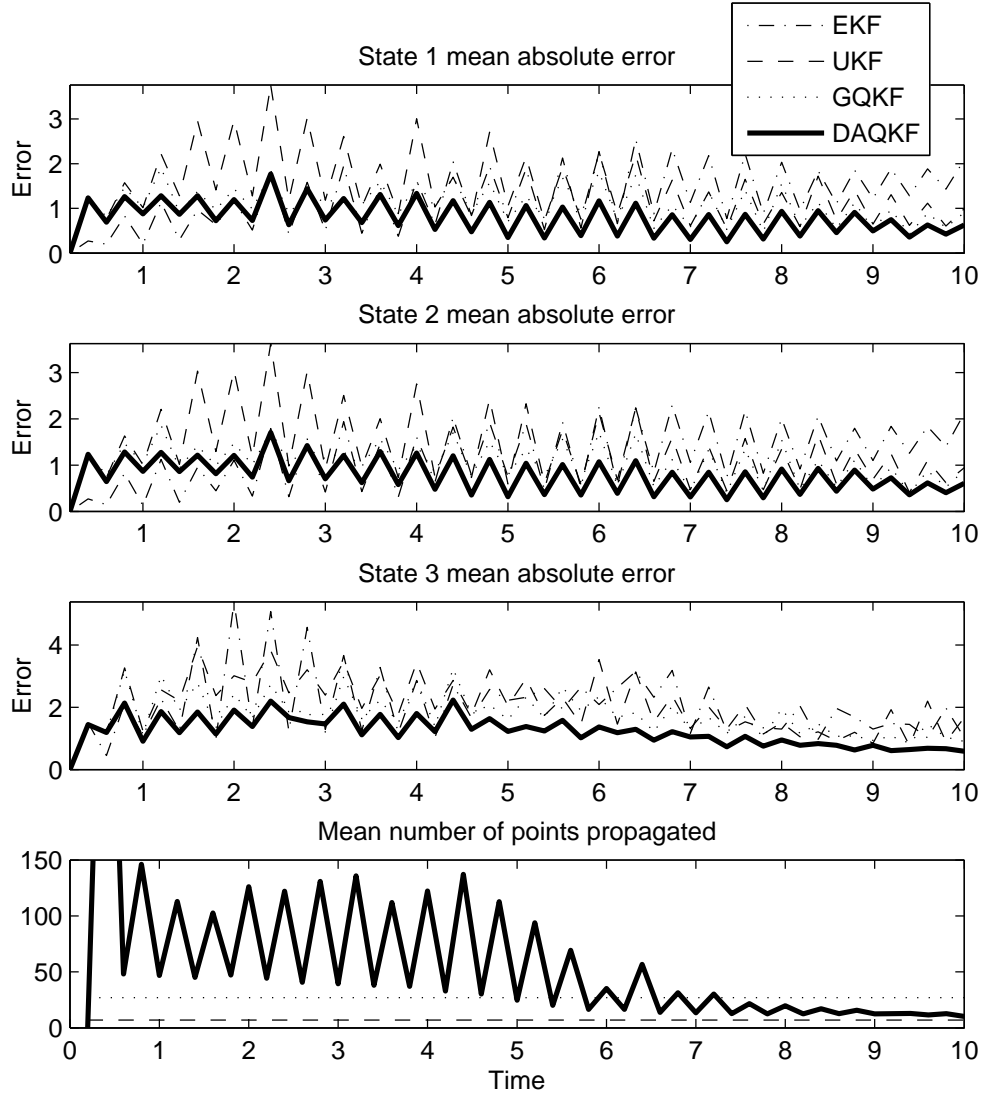 EKF
UKF
GQKF
DAQKF
State 1 mean absolute error
Error
3
2
1
0
1 2 3 4 5 6 7 8 9 10
State 2 mean absolute error
Error
3
2
1
0
1 2 3 4 5 6 7 8 9 10
State 3 mean absolute error
Error
4
2
0
1 2 3 4 5 6 7 8 9 10
Mean number of points propagated
150
100
50
0
0 1 2 3 4 5 6 7 8 9 10
Time